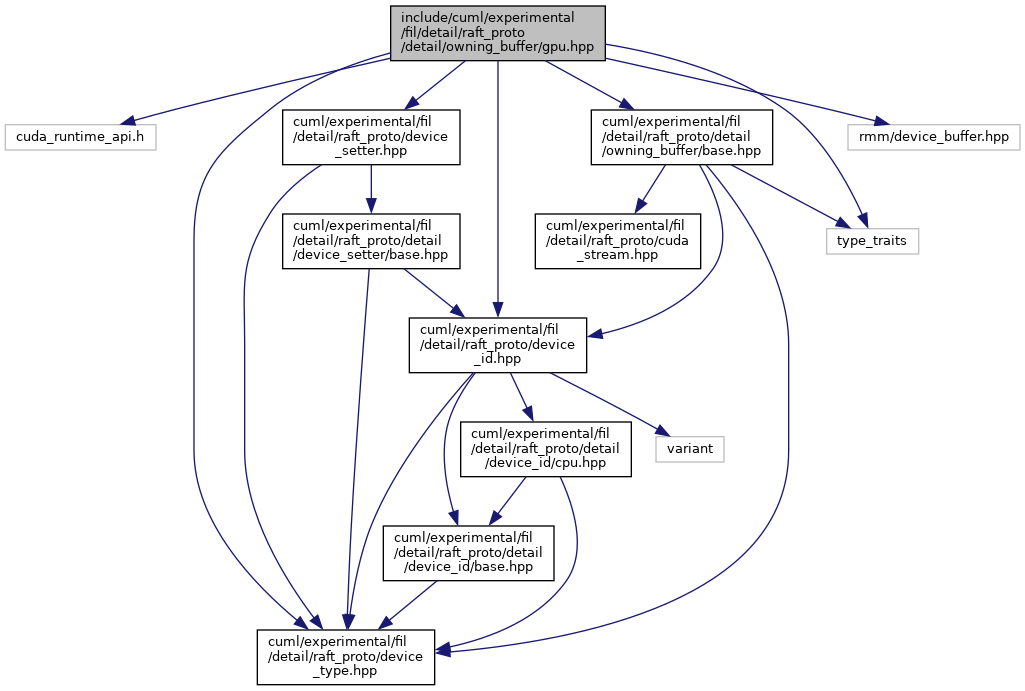 include/cuml/experimental
/fil/detail/raft_proto
/detail/owning_buffer/gpu.hpp
cuda_runtime_api.h
cuml/experimental/fil
/detail/raft_proto/device
_setter.hpp
cuml/experimental/fil
/detail/raft_proto/detail
/owning_buffer/base.hpp
rmm/device_buffer.hpp
cuml/experimental/fil
/detail/raft_proto/detail
/device_setter/base.hpp
cuml/experimental/fil
/detail/raft_proto/cuda
_stream.hpp
type_traits
cuml/experimental/fil
/detail/raft_proto/device
_id.hpp
cuml/experimental/fil
/detail/raft_proto/detail
/device_id/cpu.hpp
variant
cuml/experimental/fil
/detail/raft_proto/detail
/device_id/base.hpp
cuml/experimental/fil
/detail/raft_proto/device
_type.hpp